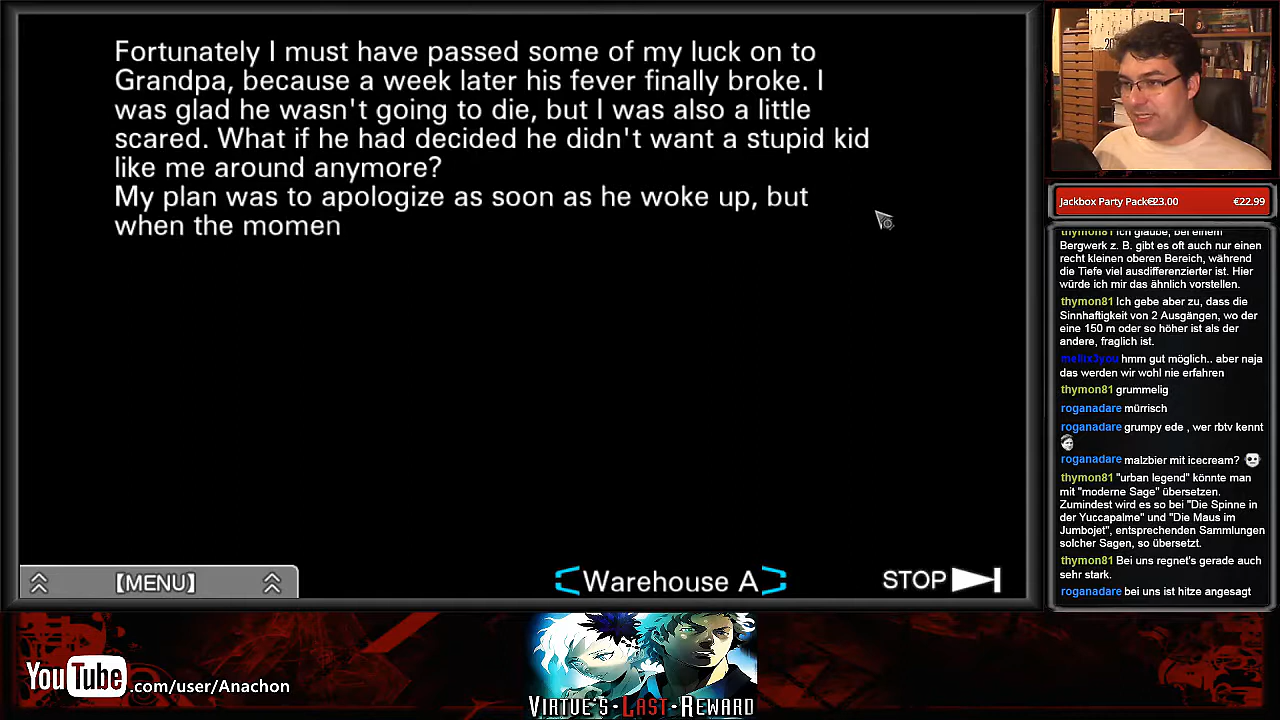 Fortunately I must have passed some of my luck on to
Grandpa, because a week later his fever finally broke. I
was glad he wasn't going to die, but I was also a little
scared. What if he had decided he didn't want a stupid kid
like me around anymore?
My plan was to apologize as soon as he woke up, but
when the momen
【MENU】
Warehouse A
STOP
Jackbox Party Pack€23.00 €22.99
thymon81 Ich glaube, bei einem
Bergwerk z. B. gibt es oft auch nur einen
recht kleinen oberen Bereich, während
die Tiefe viel ausdifferenzierter ist. Hier
würde ich mir das ähnlich vorstellen.
thymon81 Ich gebe aber zu, dass die
Sinnhaftigkeit von 2 Ausgängen, wo der
eine 150 m oder so höher ist als der
andere, fraglich ist.
hmm gut möglich.. aber naja
das werden wir wohl nie erfahren
thymon81 grummelig
roganadare mürrisch
roganadare grumpy ede , wer rbtv kennt
roganadare malzbier mit icecream?
thymon81 "urban legend" könnte man
mit "moderne Sage" übersetzen.
Zumindest wird es so bei "Die Spinne in
der Yuccapalme" und "Die Maus im
Jumbojet", entsprechenden Sammlungen
solcher Sagen, so übersetzt.
thymon81 Bei uns regnet's gerade auch
sehr stark.
roganadare bei uns ist hitze angesagt
YouTube.com/user/Anachon
VIRTUE'S·LAST·REWARD